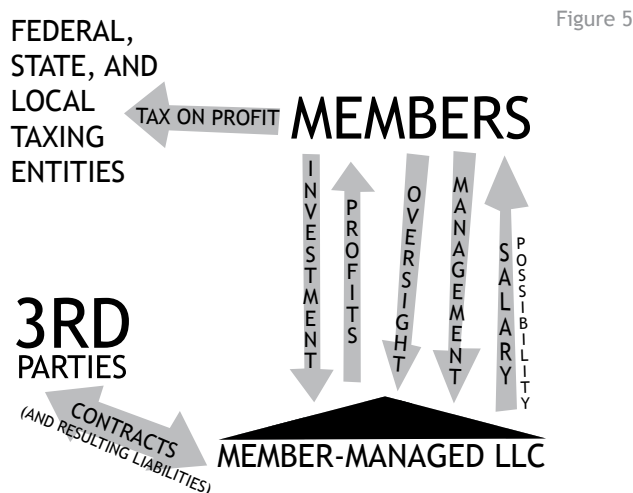 Figure 5
FEDERAL,
STATE, AND
LOCAL
TAXING
ENTITIES
TAX ON PROFIT
MEMBERS
INVESTMENT
PROFITS
OVERSIGHT
MANAGEMENT
SALARY
POSSIBILITY
3RD
PARTIES
CONTRACTS
(AND RESULTING LIABILITIES)
MEMBER-MANAGED LLC